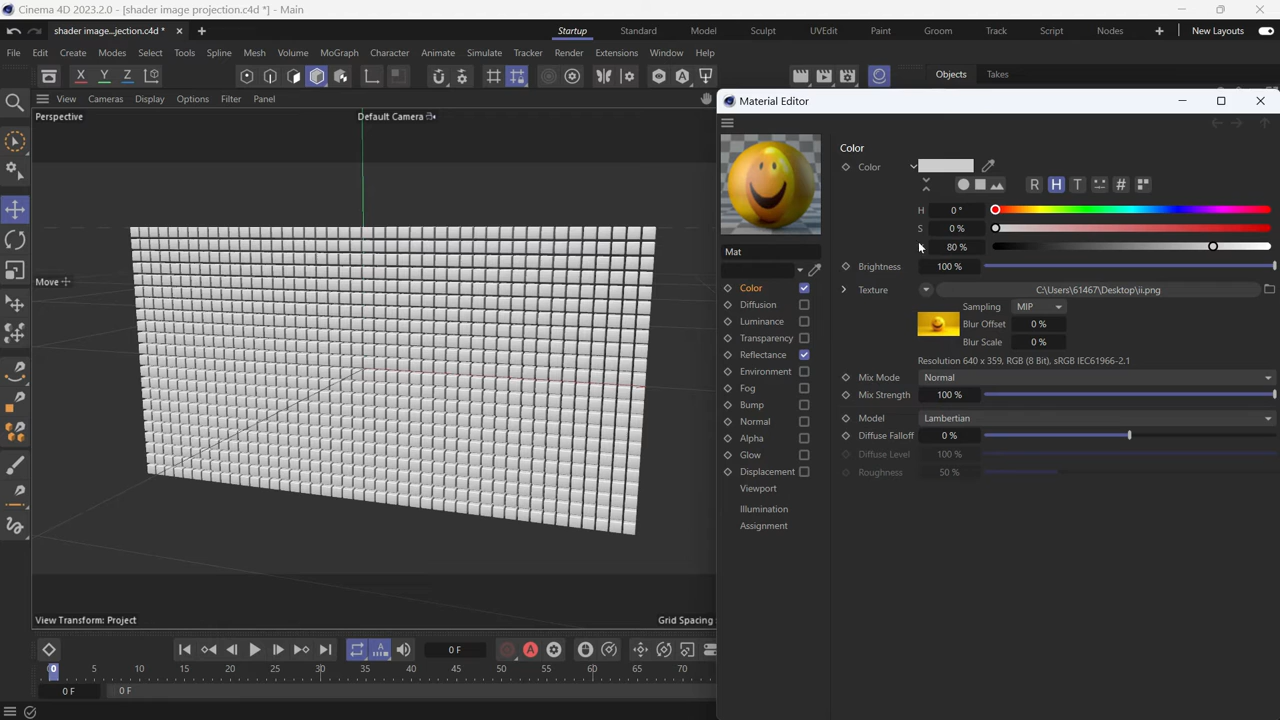 Cinema 4D 2023.2.0 - [shader image projection.c4d *] - Main
shader image...jection.c4d *
Startup Standard Model Sculpt UVEdit Paint Groom Track Script Nodes New Layouts
File Edit Create Modes Select Tools Spline Mesh Volume MoGraph Character Animate Simulate Tracker Render Extensions Window Help
X Y Z
Objects Takes
View Cameras Display Options Filter Panel
Perspective
Default Camera
Move
View Transform: Project
Grid Spacing :
0 F
0 5 10 15 20 25 30 35 40 45 50 55 60 65 70
0 F 0 F
Material Editor
Mat
Color
Diffusion
Luminance
Transparency
Reflectance
Environment
Fog
Bump
Normal
Alpha
Glow
Displacement
Viewport
Illumination
Assignment
Color
Color
R H T #
H 0 °
S 0 %
80 %
Brightness 100 %
Texture C:\Users\61467\Desktop\ii.png
Sampling MIP
Blur Offset 0 %
Blur Scale 0 %
Resolution 640 x 359, RGB (8 Bit), sRGB IEC61966-2.1
Mix Mode Normal
Mix Strength 100 %
Model Lambertian
Diffuse Falloff 0 %
Diffuse Level 100 %
Roughness 50 %